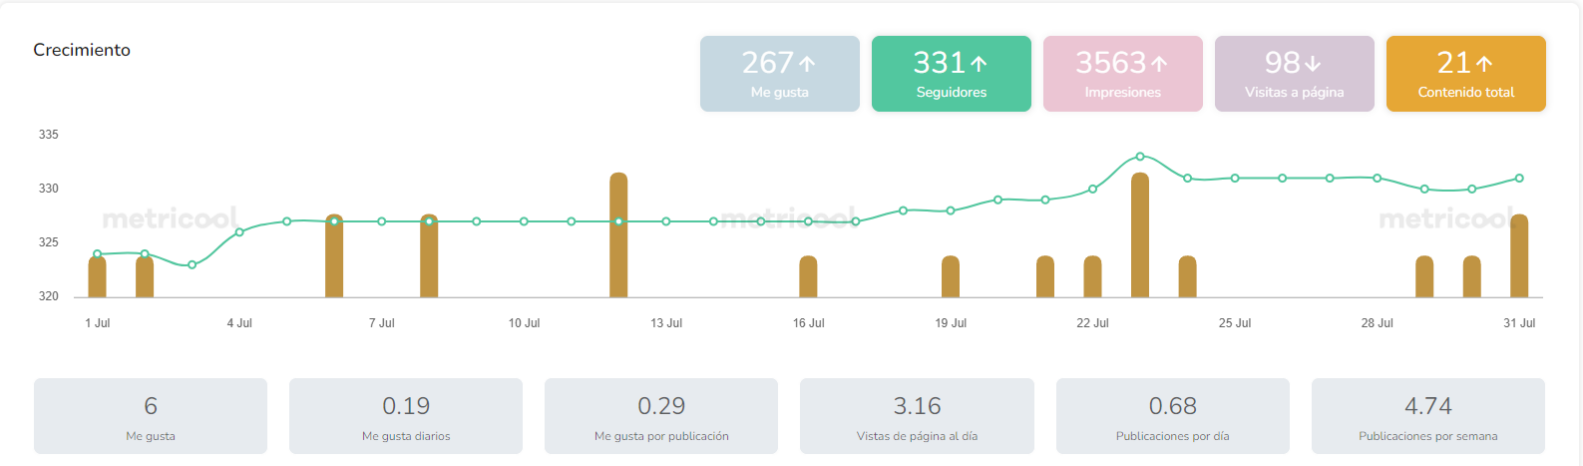 Crecimiento
267↑
Me gusta
331↑
Seguidores
3563↑
Impresiones
98↓
Visitas a página
21↑
Contenido total
335
330
325
320
metricool
metricool
metricool
1 Jul
4 Jul
7 Jul
10 Jul
13 Jul
16 Jul
19 Jul
22 Jul
25 Jul
28 Jul
31 Jul
6
Me gusta
0.19
Me gusta diarios
0.29
Me gusta por publicación
3.16
Vistas de página al día
0.68
Publicaciones por día
4.74
Publicaciones por semana